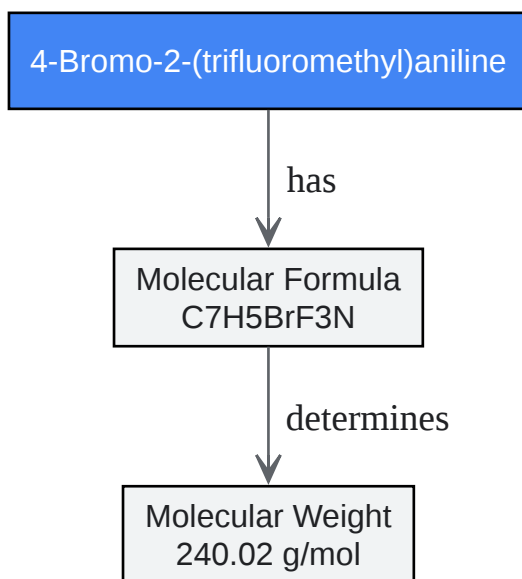 4-Bromo-2-(trifluoromethyl)aniline
has
Molecular Formula
C7H5BrF3N
determines
Molecular Weight
240.02 g/mol